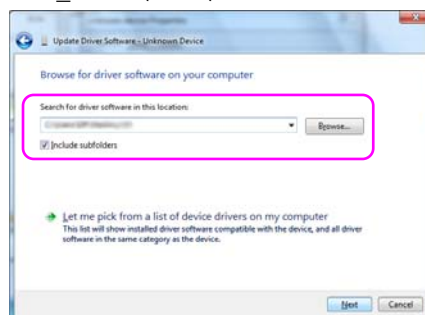 Update Driver Software - Unknown Device
Browse for driver software on your computer
Search for driver software in this location:
Browse...
Include subfolders
Let me pick from a list of device drivers on my computer
This list will show installed driver software compatible with the device, and all driver
software in the same category as the device.
Next
Cancel